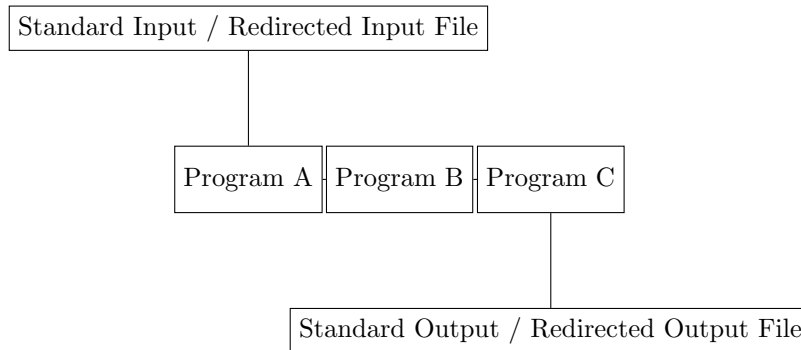 Standard Input / Redirected Input File
Program A
Program B
Program C
Standard Output / Redirected Output File